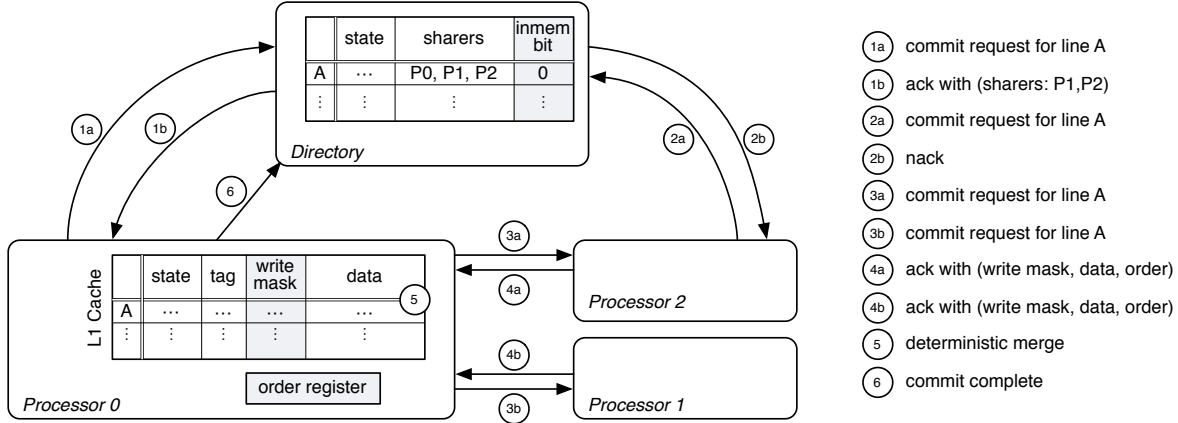 state sharers inmem bit
A ... P0, P1, P2 0
⋮ ⋮ ⋮
Directory
1a
1b
2a
2b
6
L1 Cache
state tag write mask data
A ... ... ... ...
⋮ ⋮ ⋮ ⋮ ⋮
5
order register
Processor 0
3a
4a
Processor 2
4b
3b
Processor 1
1a commit request for line A
1b ack with (sharers: P1,P2)
2a commit request for line A
2b nack
3a commit request for line A
3b commit request for line A
4a ack with (write mask, data, order)
4b ack with (write mask, data, order)
5 deterministic merge
6 commit complete